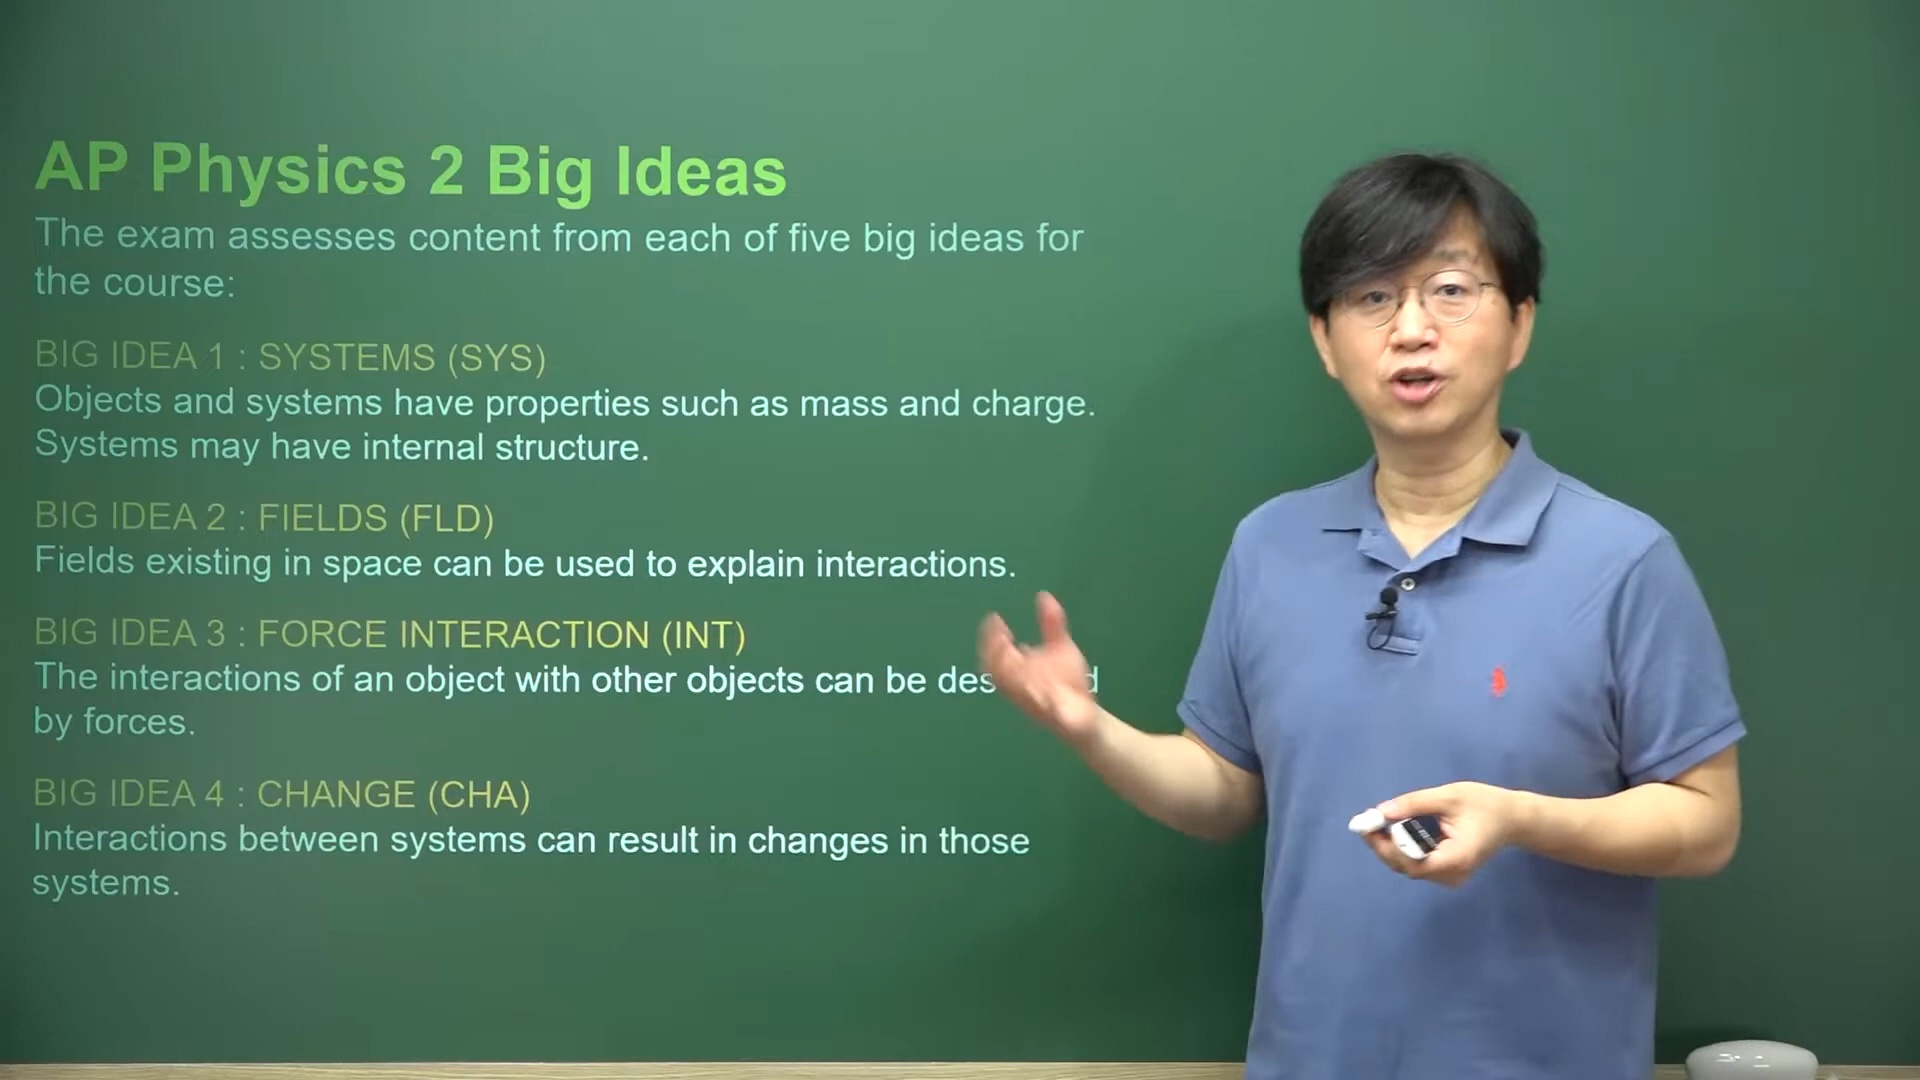 AP Physics 2 Big Ideas
The exam assesses content from each of five big ideas for
the course:
BIG IDEA 1 : SYSTEMS (SYS)
Objects and systems have properties such as mass and charge.
Systems may have internal structure.
BIG IDEA 2 : FIELDS (FLD)
Fields existing in space can be used to explain interactions.
BIG IDEA 3 : FORCE INTERACTION (INT)
The interactions of an object with other objects can be
by forces.
BIG IDEA 4 : CHANGE (CHA)
Interactions between systems can result in changes in those
systems.